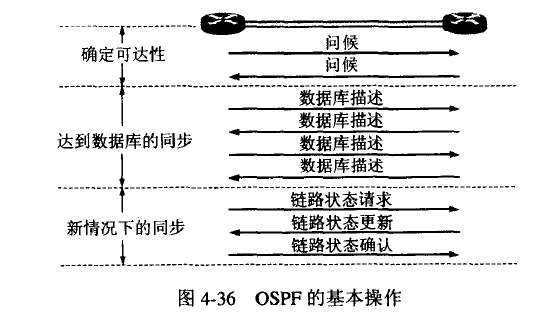 问候
确定可达性
问候
数据库描述
数据库描述
达到数据库的同步
数据库描述
数据库描述
链路状态请求
新情况下的同步
链路状态更新
链路状态确认
图 4-36 OSPF 的基本操作